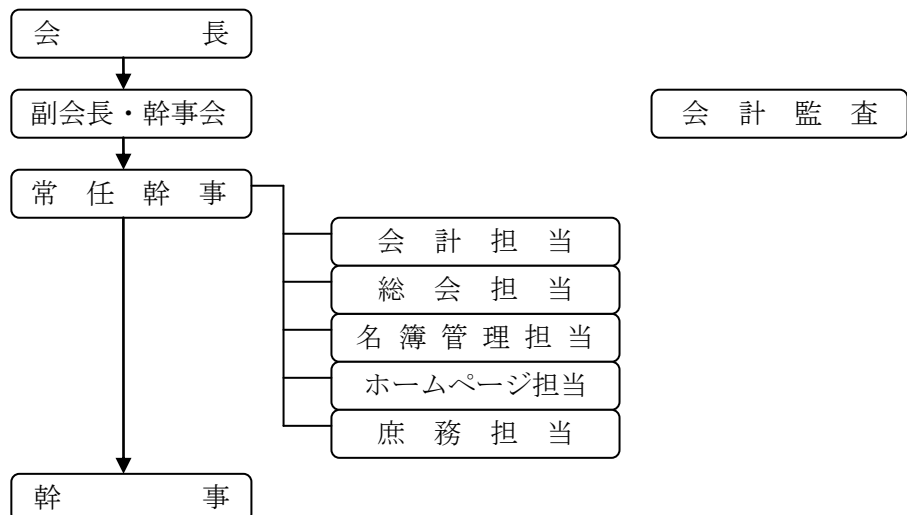 会長
副会長・幹事会
会計監査
常任幹事
会計担当
総会担当
名簿管理担当
ホームページ担当
庶務担当
幹事